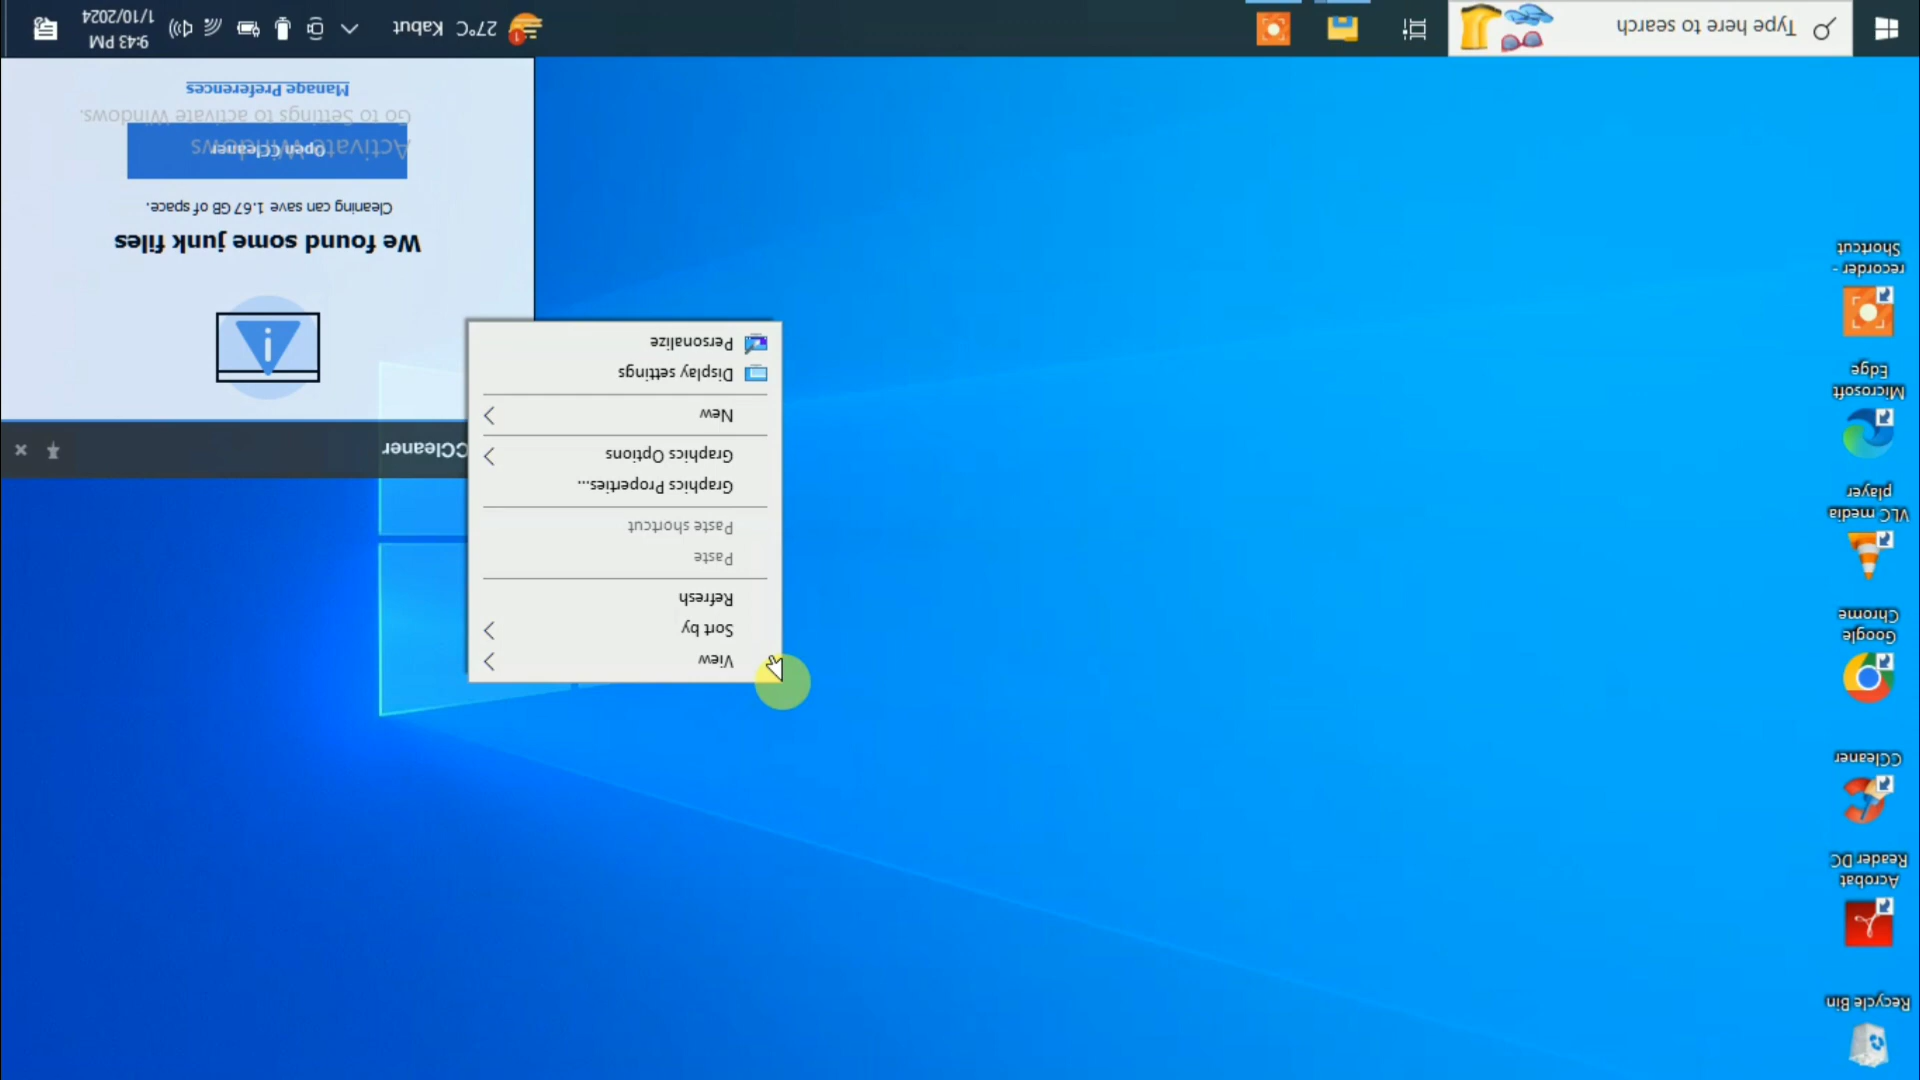 Recycle Bin
Acrobat
Reader DC
CCleaner
Google
Chrome
VLC media
player
Microsoft
Edge
recorder -
Shortcut
View
Sort by
Refresh
Paste
Paste shortcut
Graphics Properties...
Graphics Options
New
Display settings
Personalize
CCleaner
We found some junk files
Cleaning can save 1.67 GB of space.
Open CCleaner
Activate Windows
Go to Settings to activate Windows.
Manage Preferences
Type here to search
1
27°C Kabut
9:43 PM
1/10/2024